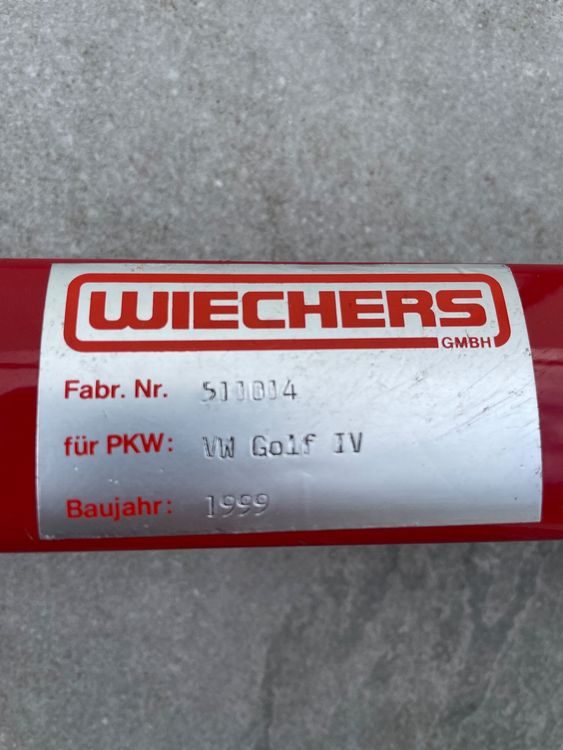 WIECHERS
GMBH
Fabr. Nr. 511014
für PKW: VW Golf IV
Baujahr: 1999